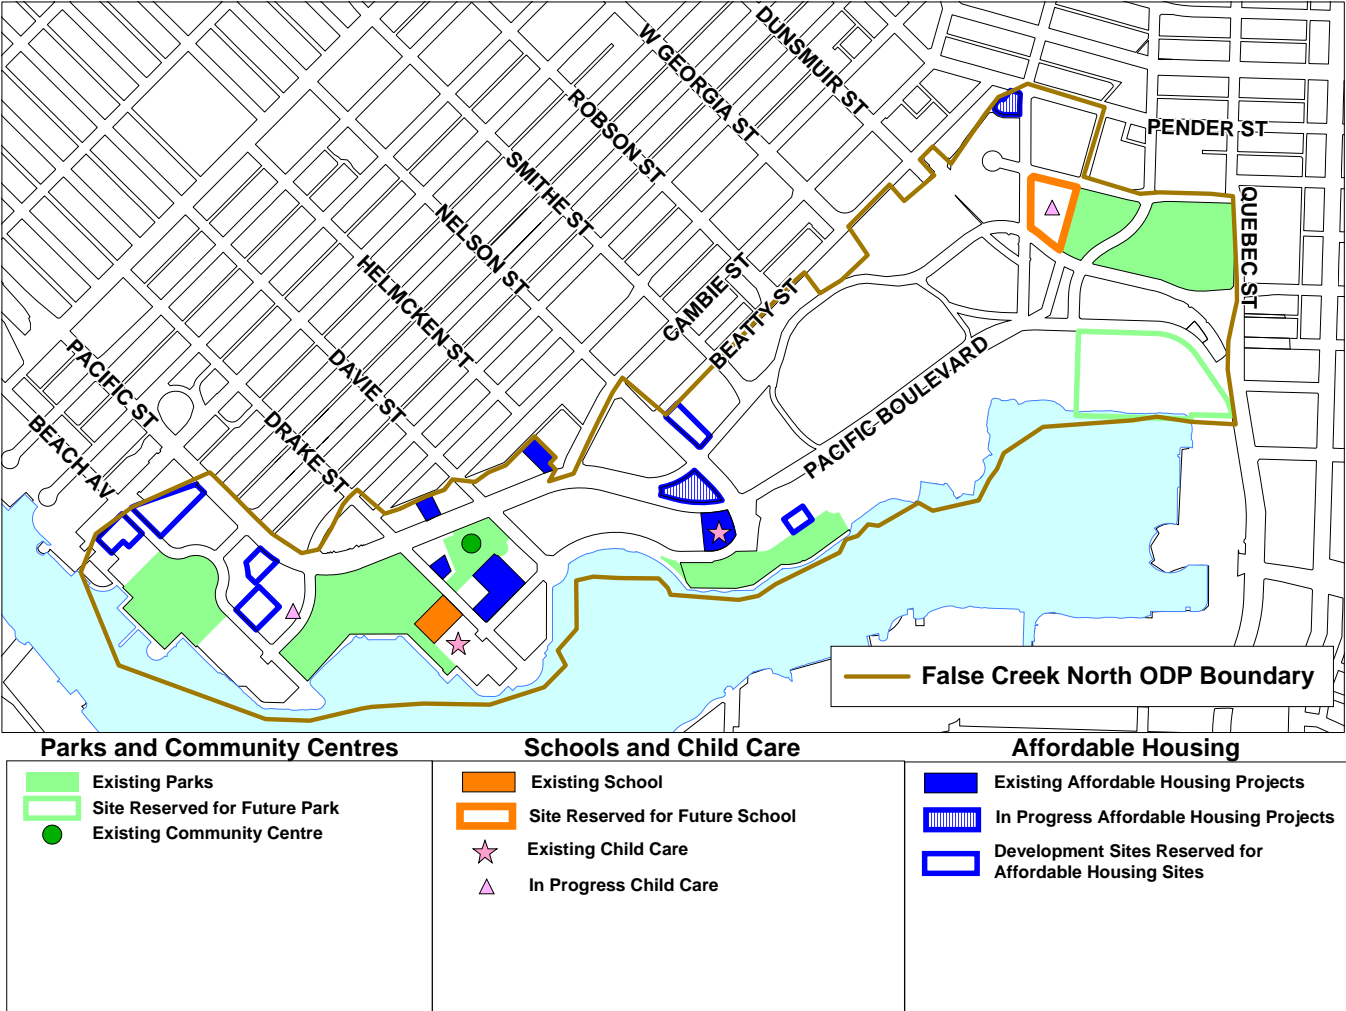 DUNSMUIR ST
W GEORGIA ST
ROBSON ST
SMITHE ST
NELSON ST
HELMCKEN ST
DAVIE ST
DRAKE ST
PACIFIC ST
BEACH AV
CAMBIE ST
BEATTY ST
PACIFIC BOULEVARD
PENDER ST
QUEBEC ST
False Creek North ODP Boundary
Parks and Community Centres
Existing Parks
Site Reserved for Future Park
Existing Community Centre
Schools and Child Care
Existing School
Site Reserved for Future School
Existing Child Care
In Progress Child Care
Affordable Housing
Existing Affordable Housing Projects
In Progress Affordable Housing Projects
Development Sites Reserved for
Affordable Housing Sites